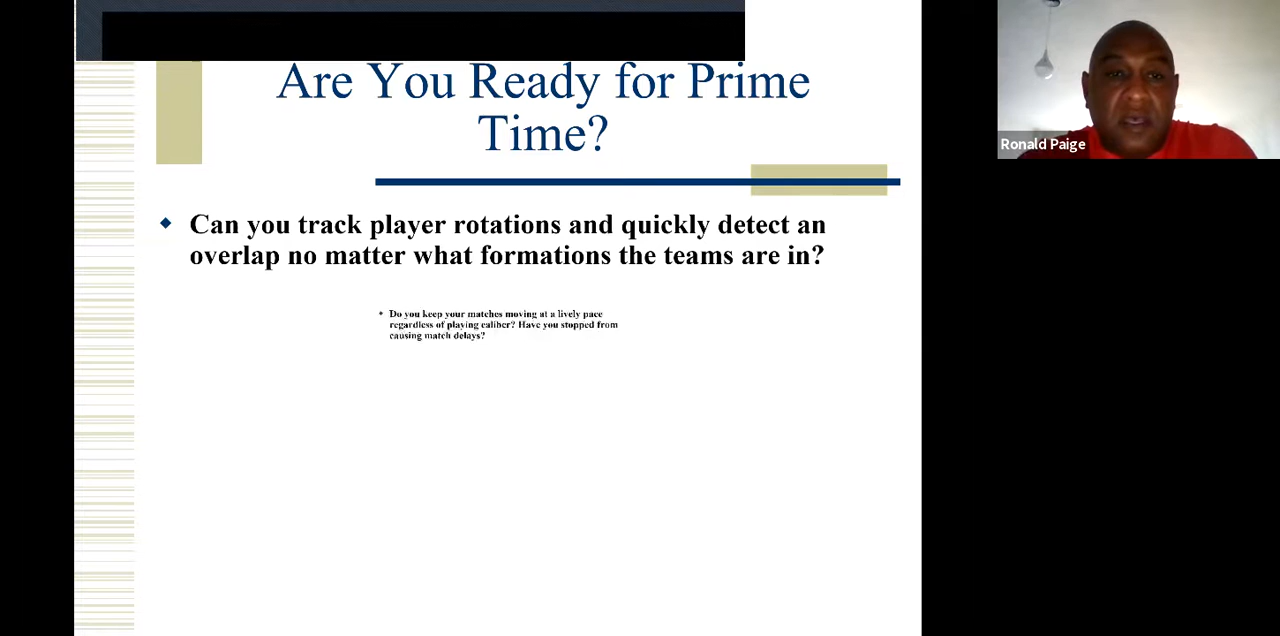 Are You Ready for Prime
Time?
Can you track player rotations and quickly detect an
overlap no matter what formations the teams are in?
Do you keep your matches moving at a lively pace
regardless of playing caliber? Have you stopped from
causing match delays?
Ronald Paige